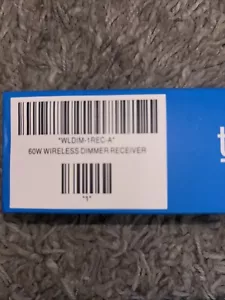 *WLDIM-1REC-A*
60W WIRELESS DIMMER RECEIVER
*1*
t